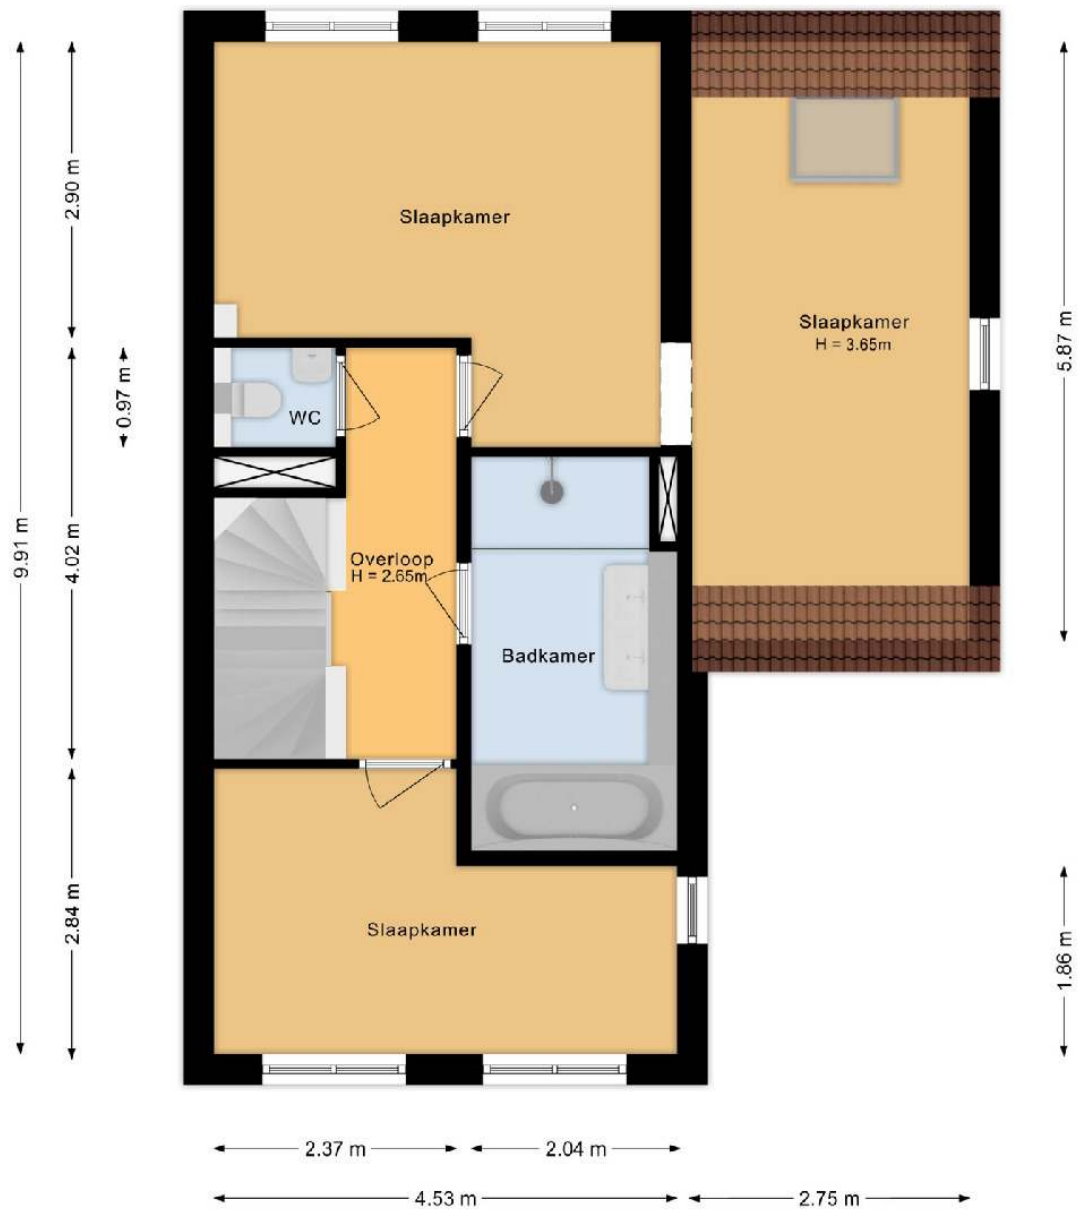 2.90 m
Slaapkamer
Slaapkamer
H = 3.65m
5.87 m
0.97 m
WC
9.91 m
4.02 m
Overloop
H = 2.65m
Badkamer
2.84 m
Slaapkamer
1.86 m
2.37 m
2.04 m
4.53 m
2.75 m